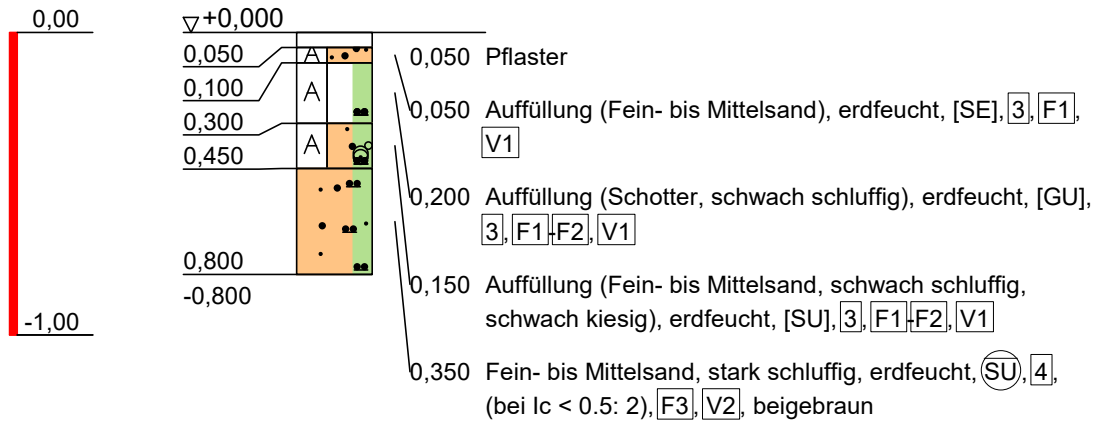 0,00
+0,000
0,050
0,100
0,300
0,450
0,800
-0,800
-1,00
A
A
A
0,050 Pflaster
0,050 Auffüllung (Fein- bis Mittelsand), erdfeucht, [SE], 3, F1,
V1
0,200 Auffüllung (Schotter, schwach schluffig), erdfeucht, [GU],
3, F1-F2, V1
0,150 Auffüllung (Fein- bis Mittelsand, schwach schluffig,
schwach kiesig), erdfeucht, [SU], 3, F1-F2, V1
0,350 Fein- bis Mittelsand, stark schluffig, erdfeucht, SU, 4,
(bei Ic < 0.5: 2), F3, V2, beigebraun